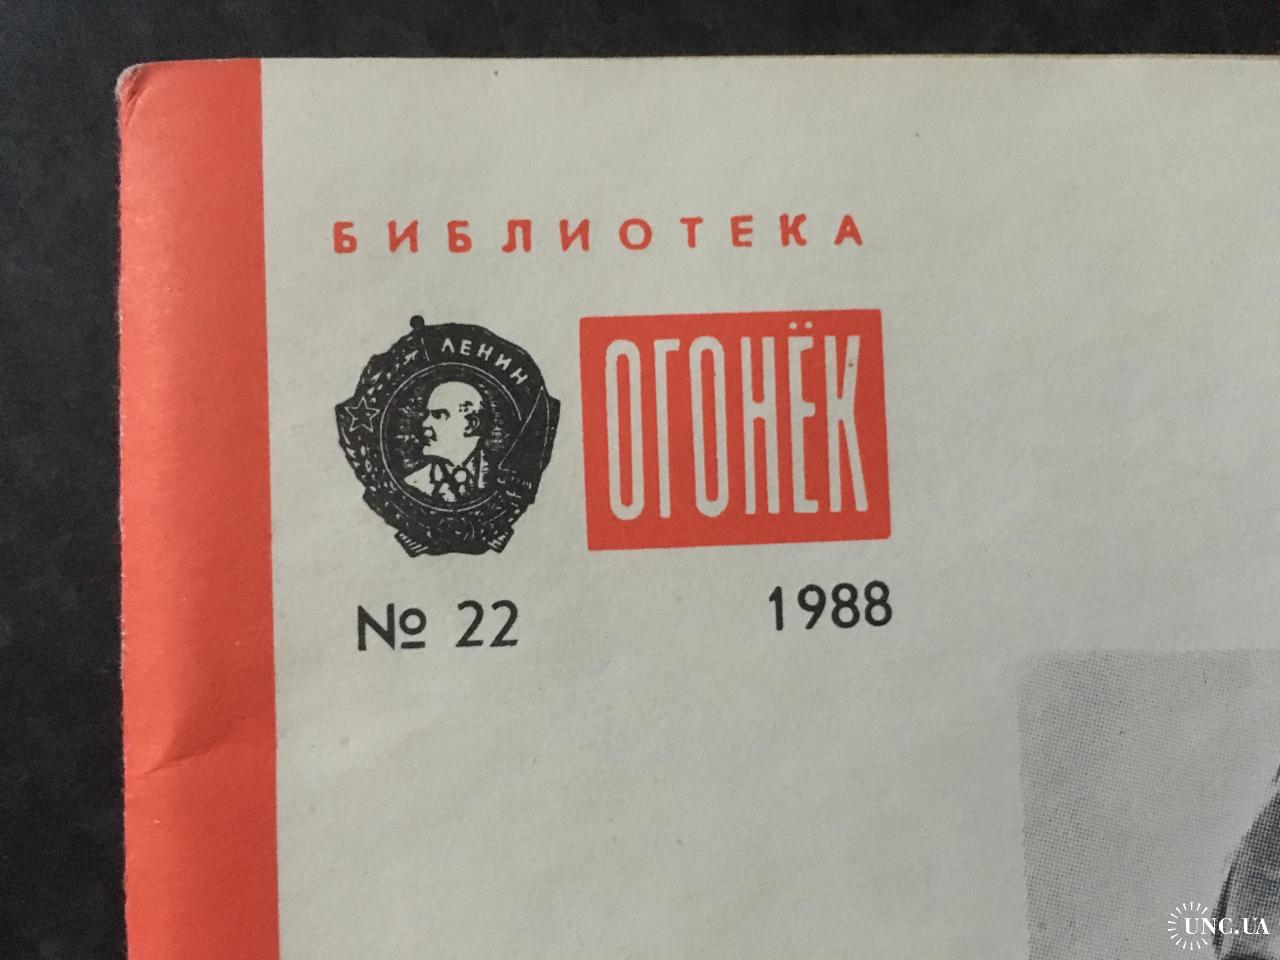 БИБЛИОТЕКА
ЛЕНИН
ОГОНЁК
№ 22 1988
UNC.UA